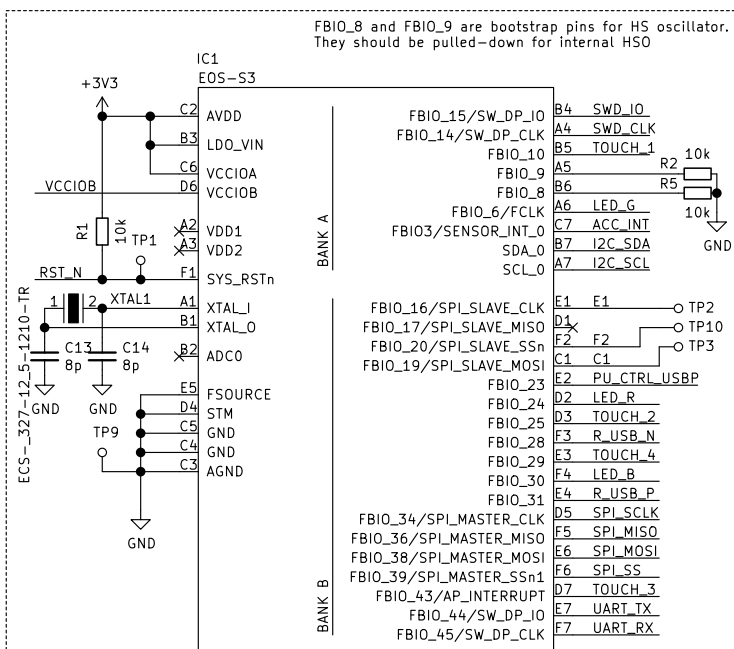 FBIO_8 and FBIO_9 are bootstrap pins for HS oscillator.
They should be pulled-down for internal HSO
IC1
EOS-S3
+3V3
C2 AVDD
B3 LDO_VIN
C6 VCCIOA
VCCIOB D6 VCCIOB
R1 10k
A2 VDD1
TP1
A3 VDD2
RST_N F1 SYS_RSTn
1 2 XTAL1
A1 XTAL_I
B1 XTAL_O
C13 8p
C14 8p
B2 ADC0
GND GND
ECS-_327-12_5-1210-TR
E5 FSOURCE
D4 STM
C5 GND
TP9
C4 GND
C3 AGND
GND
BANK A
FBIO_15/SW_DP_IO B4 SWD_IO
FBIO_14/SW_DP_CLK A4 SWD_CLK
FBIO_10 B5 TOUCH_1
FBIO_9 A5 R2 10k
FBIO_8 B6 R5 10k
FBIO_6/FCLK A6 LED_G
FBIO3/SENSOR_INT_0 C7 ACC_INT
GND
SDA_0 B7 I2C_SDA
SCL_0 A7 I2C_SCL
BANK B
FBIO_16/SPI_SLAVE_CLK E1 E1 TP2
FBIO_17/SPI_SLAVE_MISO D1 TP10
FBIO_20/SPI_SLAVE_SSn F2 F2 TP3
FBIO_19/SPI_SLAVE_MOSI C1 C1
FBIO_23 E2 PU_CTRL_USBP
FBIO_24 D2 LED_R
FBIO_25 D3 TOUCH_2
FBIO_28 F3 R_USB_N
FBIO_29 E3 TOUCH_4
FBIO_30 F4 LED_B
FBIO_31 E4 R_USB_P
FBIO_34/SPI_MASTER_CLK D5 SPI_SCLK
FBIO_36/SPI_MASTER_MISO F5 SPI_MISO
FBIO_38/SPI_MASTER_MOSI E6 SPI_MOSI
FBIO_39/SPI_MASTER_SSn1 F6 SPI_SS
FBIO_43/AP_INTERRUPT D7 TOUCH_3
FBIO_44/SW_DP_IO E7 UART_TX
FBIO_45/SW_DP_CLK F7 UART_RX